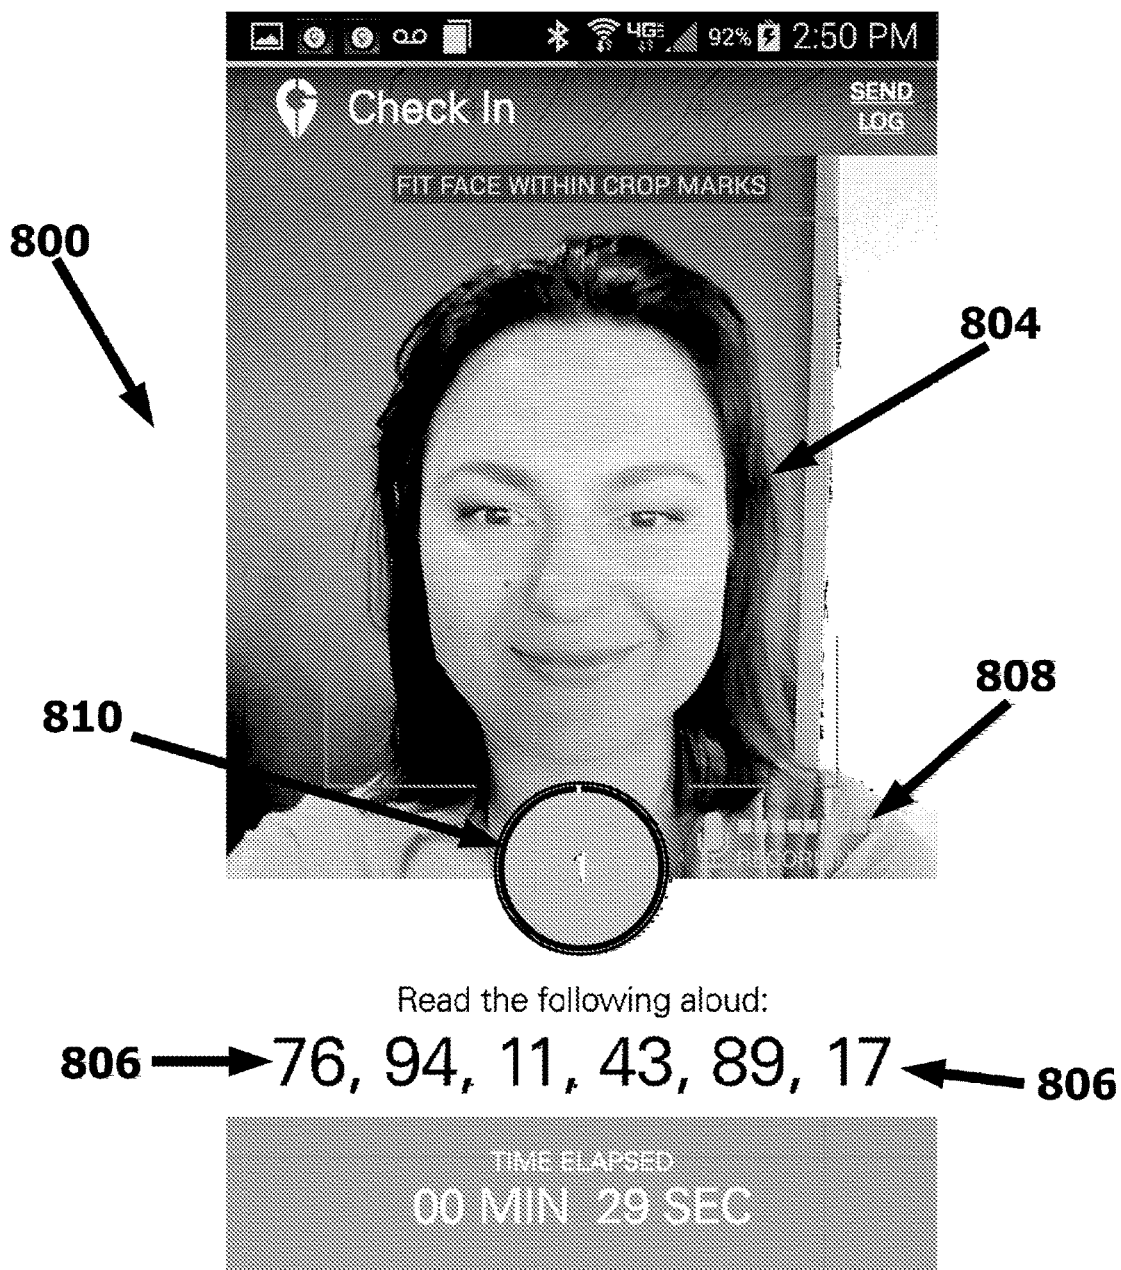 4G 92% 2:50 PM
Check In
SEND
LOG
FIT FACE WITHIN CROP MARKS
800
804
808
810
Read the following aloud:
806 76, 94, 11, 43, 89, 17 806
TIME ELAPSED
00 MIN 29 SEC